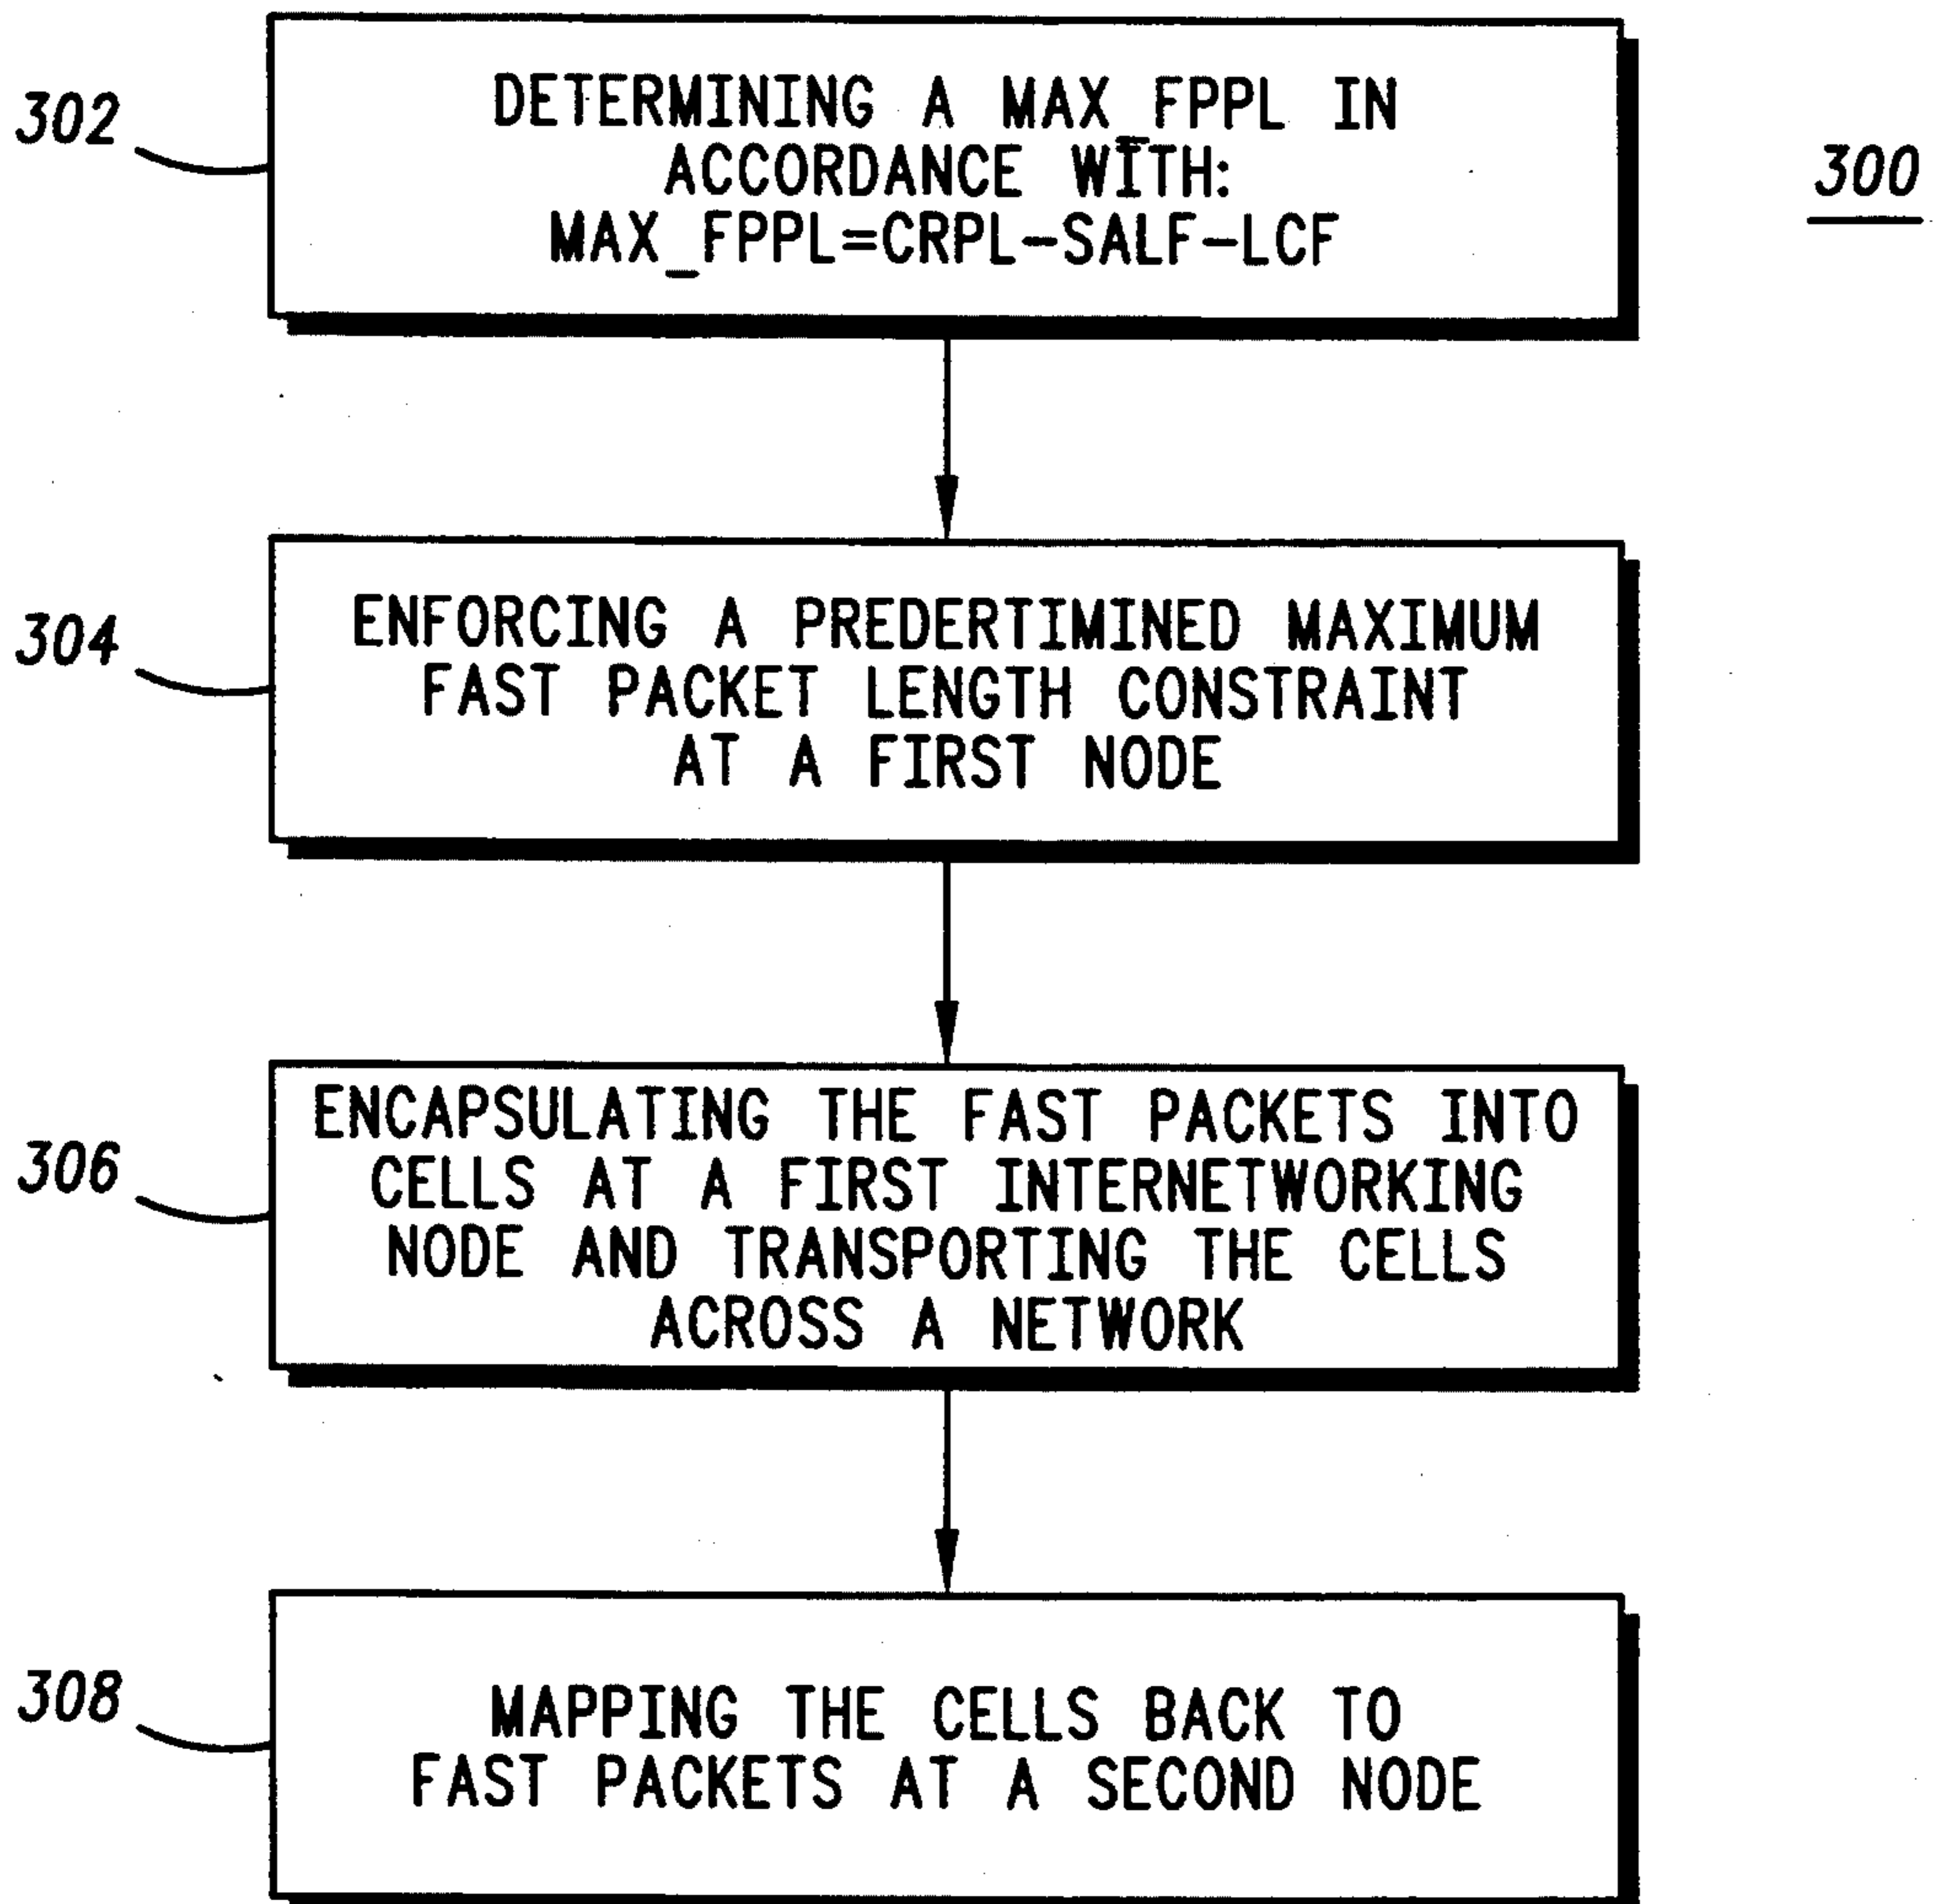 302
DETERMINING A MAX_FPPL IN
ACCORDANCE WITH:
MAX_FPPL=CRPL-SALF-LCF
300
304
ENFORCING A PREDERTIMINED MAXIMUM
FAST PACKET LENGTH CONSTRAINT
AT A FIRST NODE
306
ENCAPSULATING THE FAST PACKETS INTO
CELLS AT A FIRST INTERNETWORKING
NODE AND TRANSPORTING THE CELLS
ACROSS A NETWORK
308
MAPPING THE CELLS BACK TO
FAST PACKETS AT A SECOND NODE